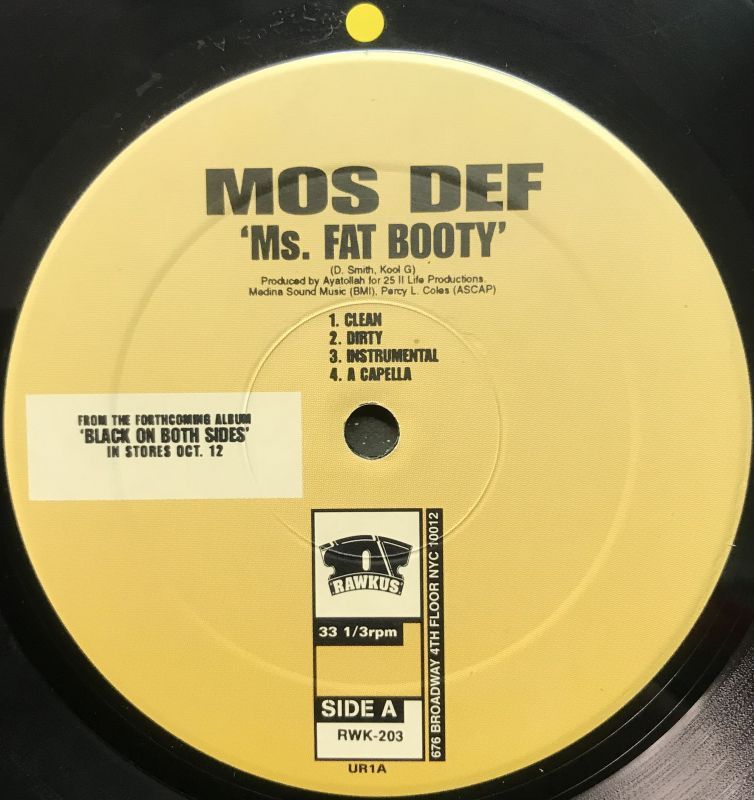 MOS DEF
'Ms. FAT BOOTY'
(D. Smith, Kool G)
Produced by Ayatollah for 25 II Life Productions.
Medina Sound Music (BMI), Percy L. Coles (ASCAP)
1. CLEAN
2. DIRTY
3. INSTRUMENTAL
4. A CAPELLA
FROM THE FORTHCOMING ALBUM
'BLACK ON BOTH SIDES'
IN STORES OCT. 12
RAWKUS
33 1/3rpm
SIDE A
RWK-203
676 BROADWAY 4TH FLOOR NYC 10012
UR1A